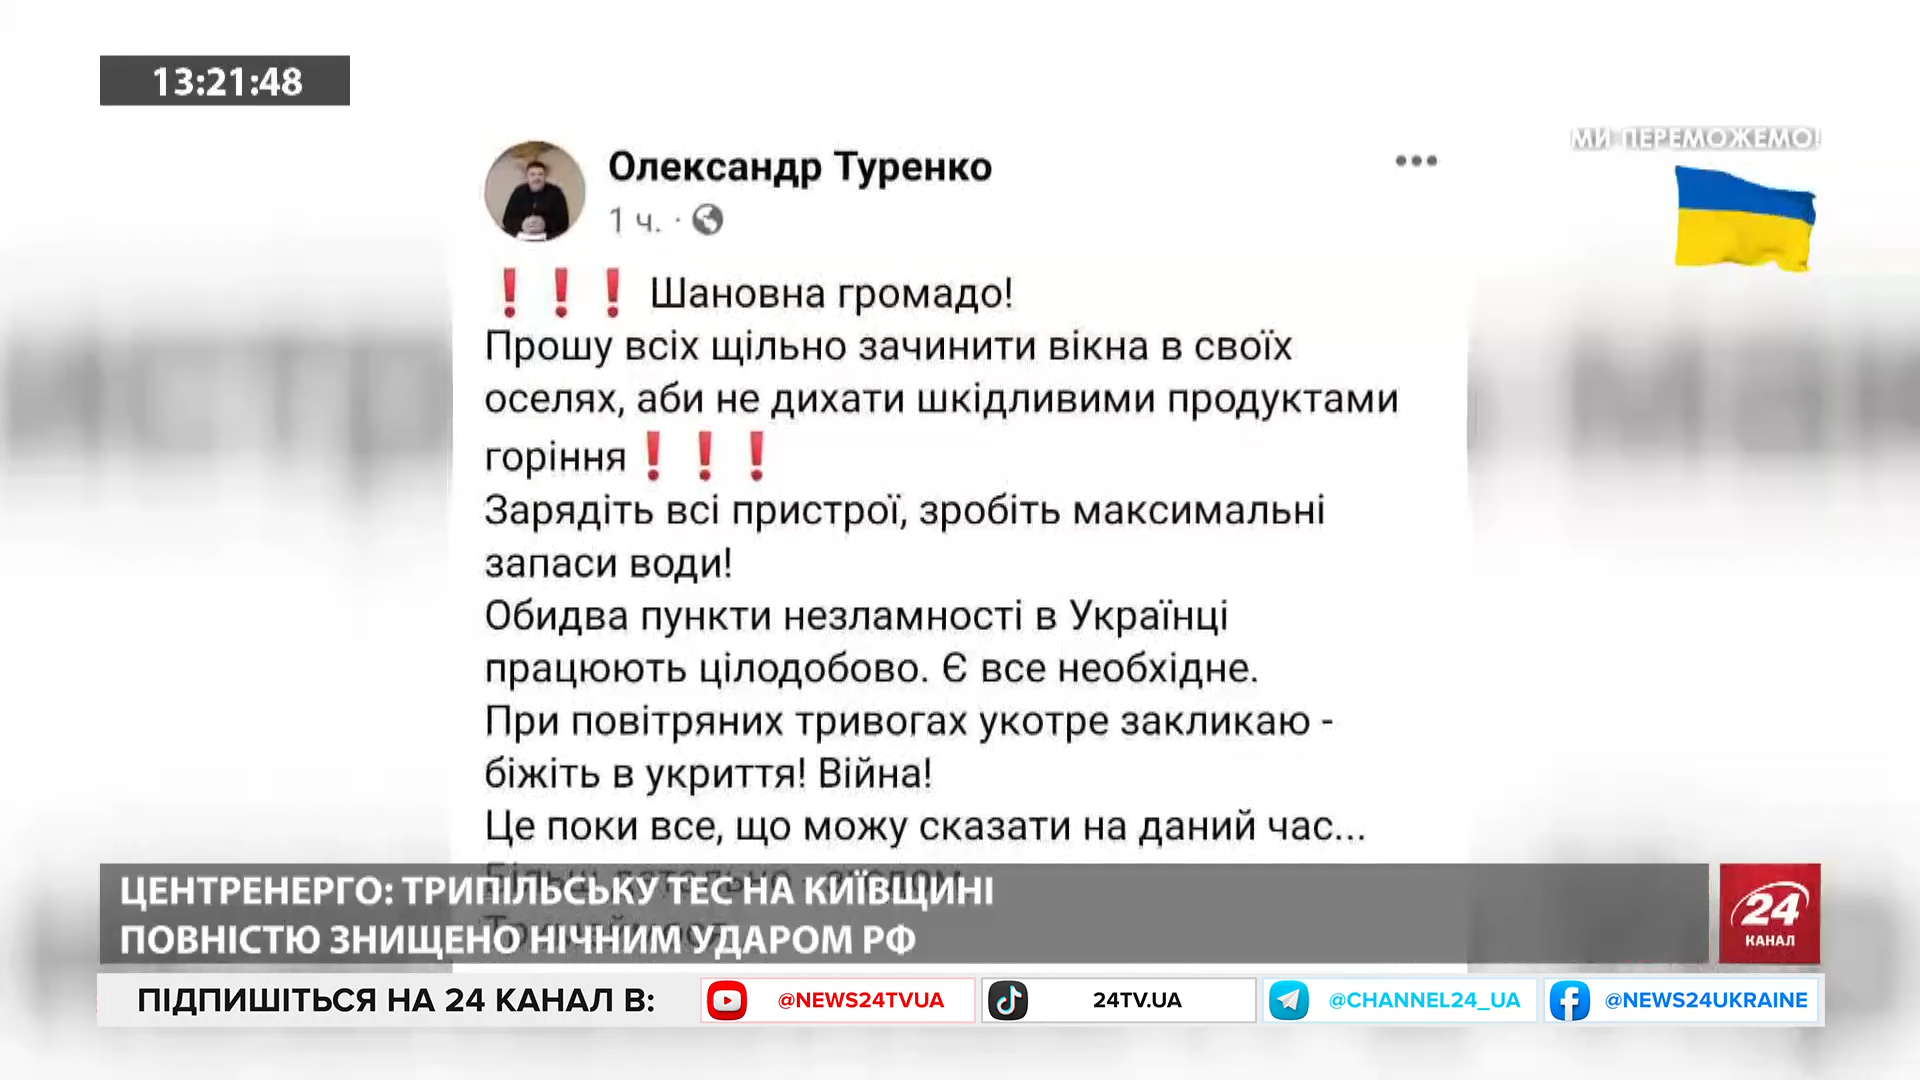 13:21:48
МИ ПЕРЕМОЖЕМО!
Олександр Туренко
1 ч. ·
❗❗❗ Шановна громадо!
Прошу всіх щільно зачинити вікна в своїх
оселях, аби не дихати шкідливими продуктами
горіння❗❗❗
Зарядіть всі пристрої, зробіть максимальні
запаси води!
Обидва пункти незламності в Українці
працюють цілодобово. Є все необхідне.
При повітряних тривогах укотре закликаю -
біжіть в укриття! Війна!
Це поки все, що можу сказати на даний час...
ЦЕНТРЕНЕРГО: ТРИПІЛЬСЬКУ ТЕС НА КИЇВЩИНІ
ПОВНІСТЮ ЗНИЩЕНО НІЧНИМ УДАРОМ РФ
24
КАНАЛ
ПІДПИШІТЬСЯ НА 24 КАНАЛ В:
@NEWS24TVUA
24TV.UA
@CHANNEL24_UA
@NEWS24UKRAINE